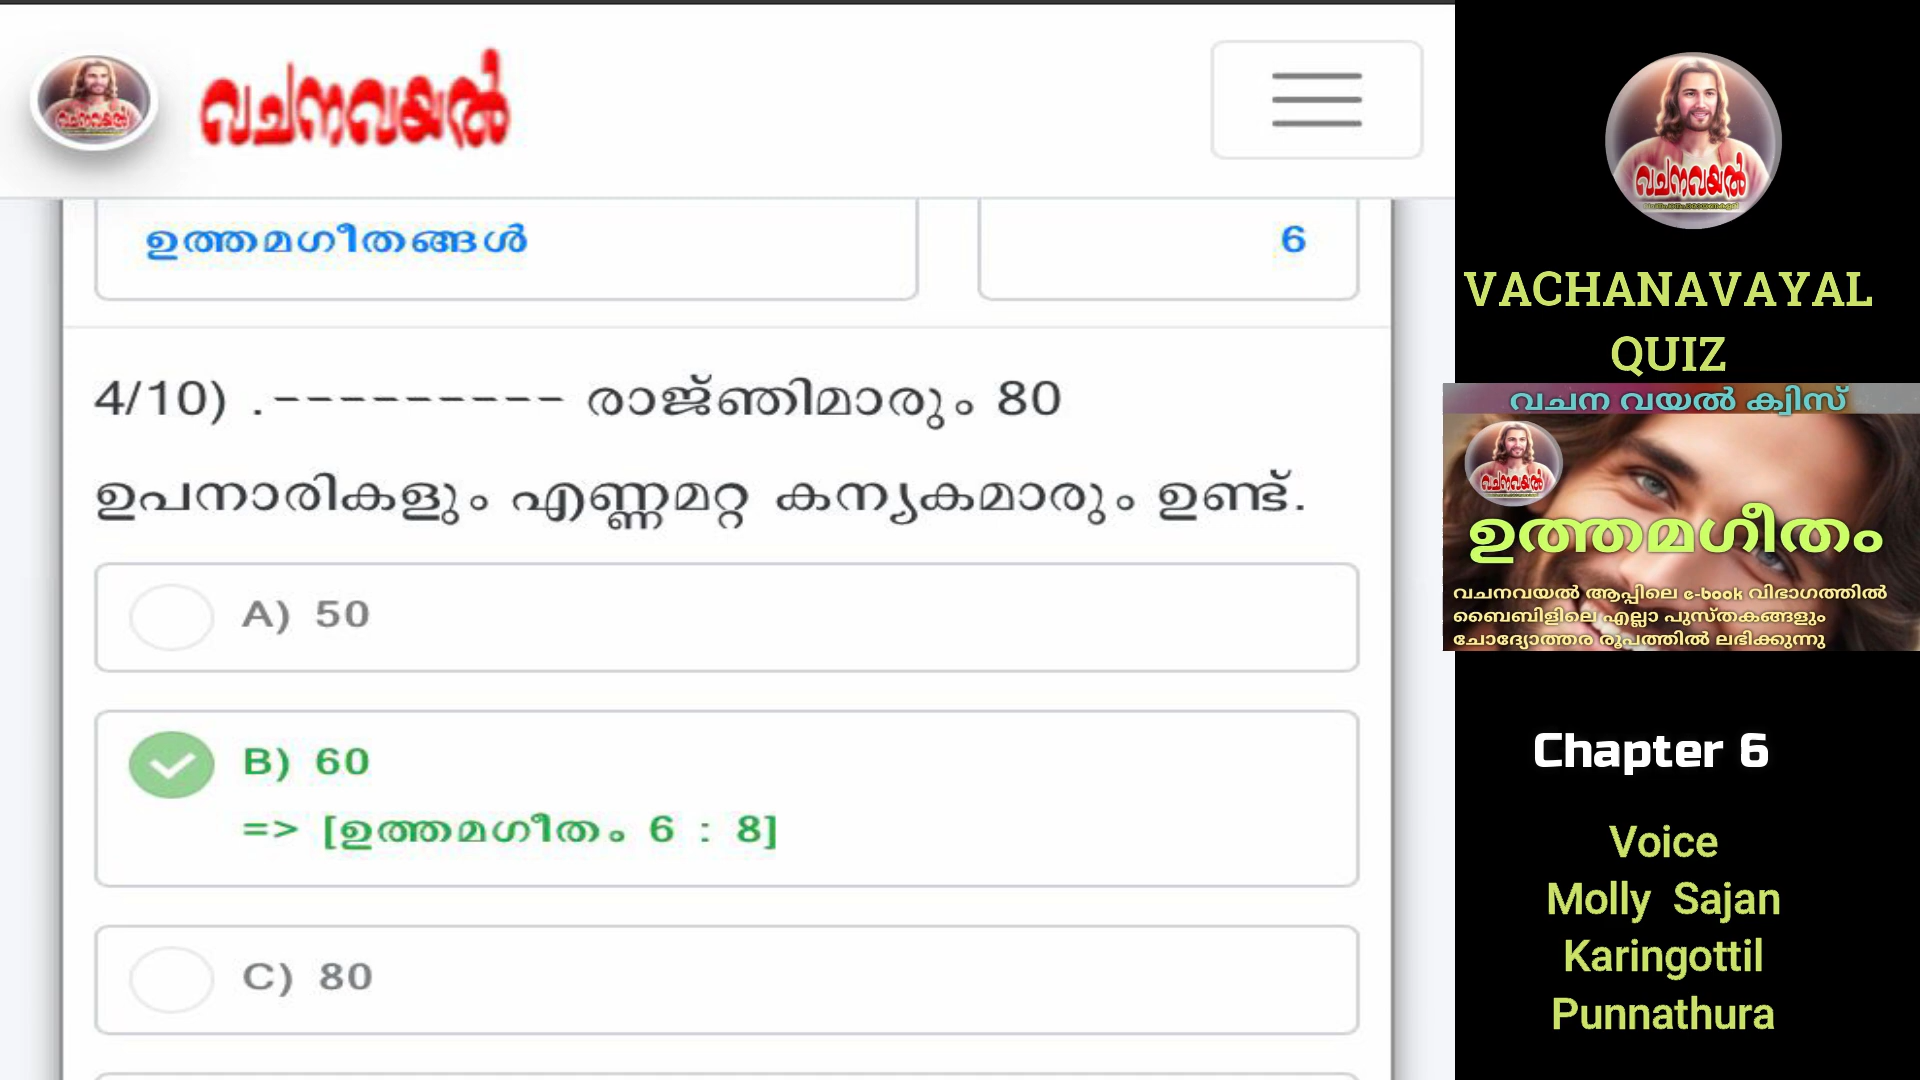 വചനവയൽ
ഉത്തമഗീതങ്ങൾ
6
4/10) .--------- രാജ്ഞിമാരും 80
ഉപനാരികളും എണ്ണമറ്റ കന്യകമാരും ഉണ്ട്.
A) 50
B) 60
=> [ഉത്തമഗീതം 6 : 8]
C) 80
വചനവയൽ
VACHANAVAYAL
QUIZ
വചന വയൽ ക്വിസ്
വചനവയൽ
ഉത്തമഗീതം
വചനവയൽ ആപ്പിലെ e-book വിഭാഗത്തിൽ
ബൈബിളിലെ എല്ലാ പുസ്തകങ്ങളും
ചോദ്യോത്തര രൂപത്തിൽ ലഭിക്കുന്നു
Chapter 6
Voice
Molly Sajan
Karingottil
Punnathura